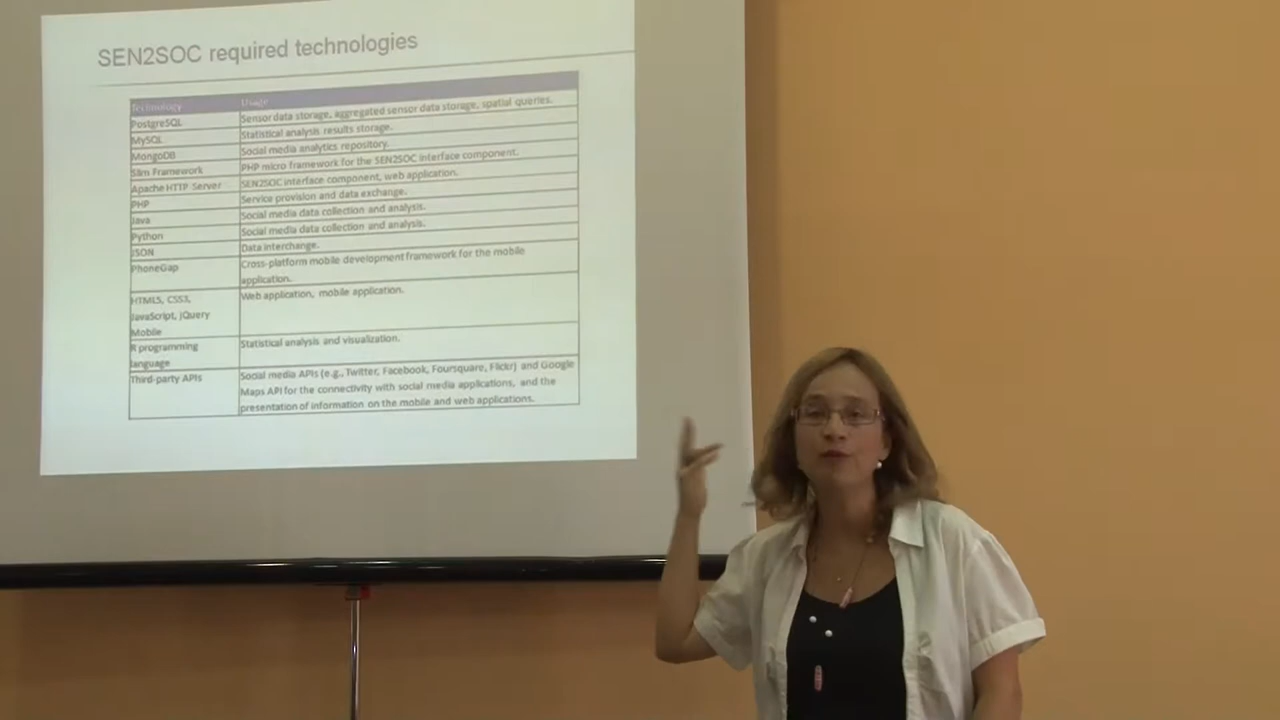 SEN2SOC required technologies
Technology Usage
PostgreSQL Sensor data storage, aggregated sensor data storage, spatial queries.
MySQL Statistical analysis results storage.
MongoDB Social media analytics repository.
Slim Framework PHP micro framework for the SEN2SOC interface component.
Apache HTTP Server SEN2SOC interface component, web application.
PHP Service provision and data exchange.
Java Social media data collection and analysis.
Python Social media data collection and analysis.
JSON Data interchange.
PhoneGap Cross-platform mobile development framework for the mobile
application.
HTML5, CSS3, Web application, mobile application.
JavaScript, jQuery
Mobile
R programming Statistical analysis and visualization.
language
Third-party APIs Social media APIs (e.g., Twitter, Facebook, Foursquare, Flickr) and Google
Maps API for the connectivity with social media applications, and the
presentation of information on the mobile and web applications.